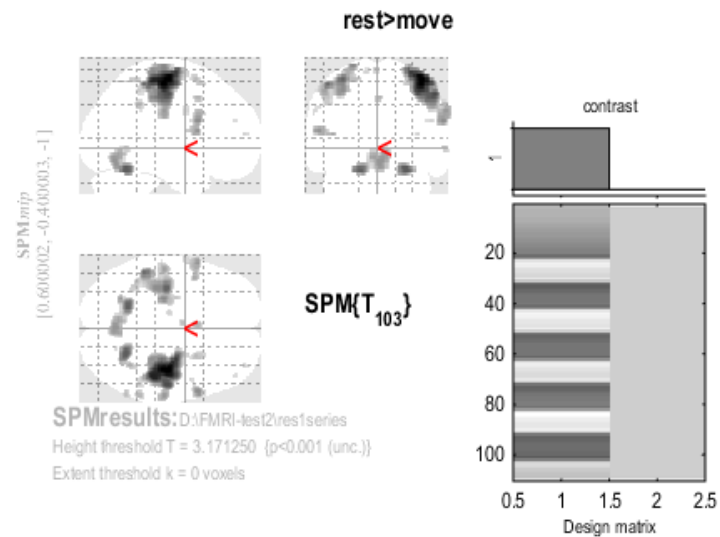 rest>move
SPMmip
[0.600002, -0.400003, -1]
<
<
<
SPM{T103}
SPMresults: D:\FMRI-test2\res1series
Height threshold T = 3.171250 {p<0.001 (unc.)}
Extent threshold k = 0 voxels
contrast
1
20
40
60
80
100
0.5 1 1.5 2 2.5
Design matrix